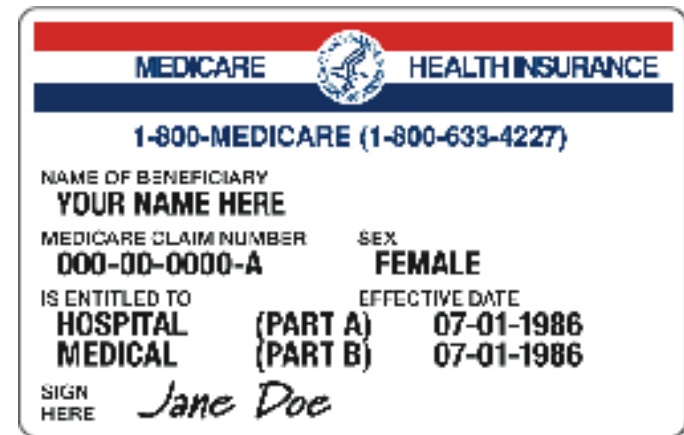 MEDICARE HEALTH INSURANCE
1-800-MEDICARE (1-800-633-4227)
NAME OF BENEFICIARY
YOUR NAME HERE
MEDICARE CLAIM NUMBER SEX
000-00-0000-A FEMALE
IS ENTITLED TO EFFECTIVE DATE
HOSPITAL (PART A) 07-01-1986
MEDICAL (PART B) 07-01-1986
SIGN HERE Jane Doe